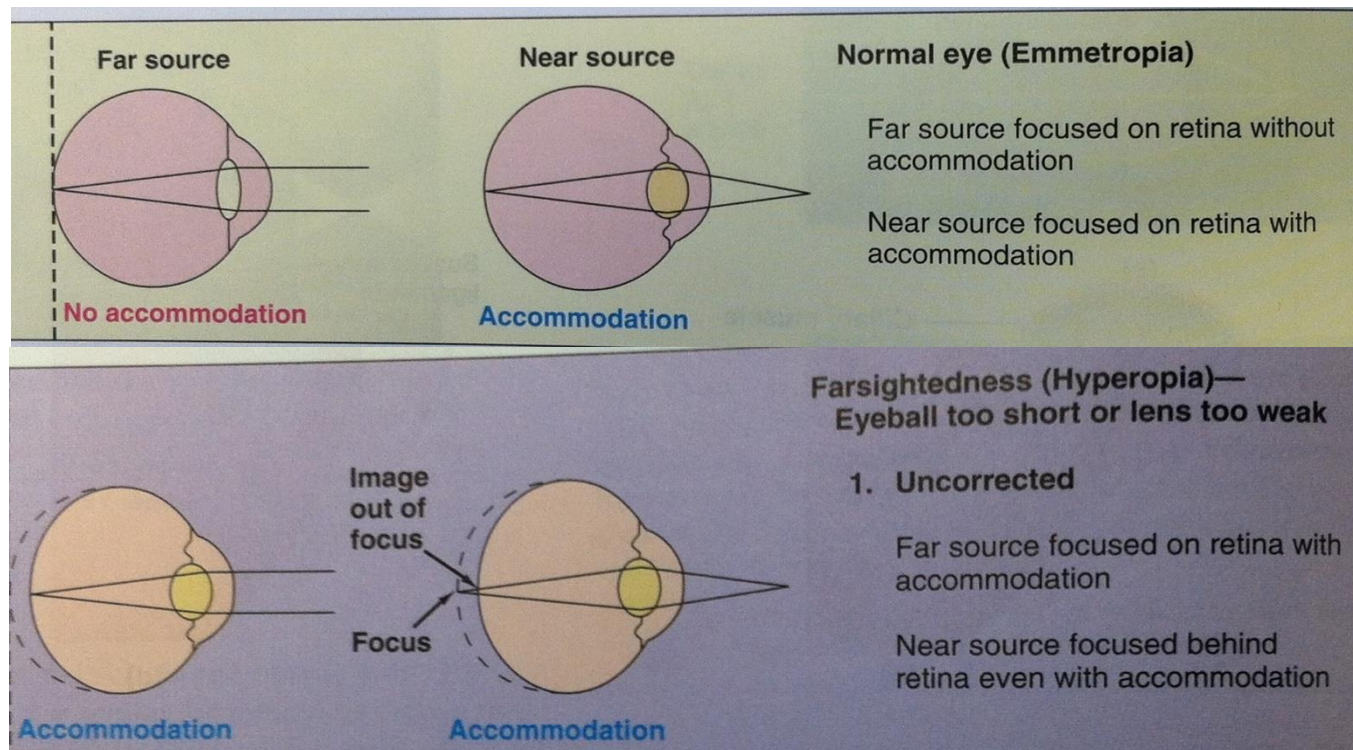 Far source
Near source
Normal eye (Emmetropia)
Far source focused on retina without
accommodation
Near source focused on retina with
accommodation
No accommodation
Accommodation
Farsightedness (Hyperopia)—
Eyeball too short or lens too weak
Image
out of
focus
Focus
1. Uncorrected
Far source focused on retina with
accommodation
Near source focused behind
retina even with accommodation
Accommodation
Accommodation